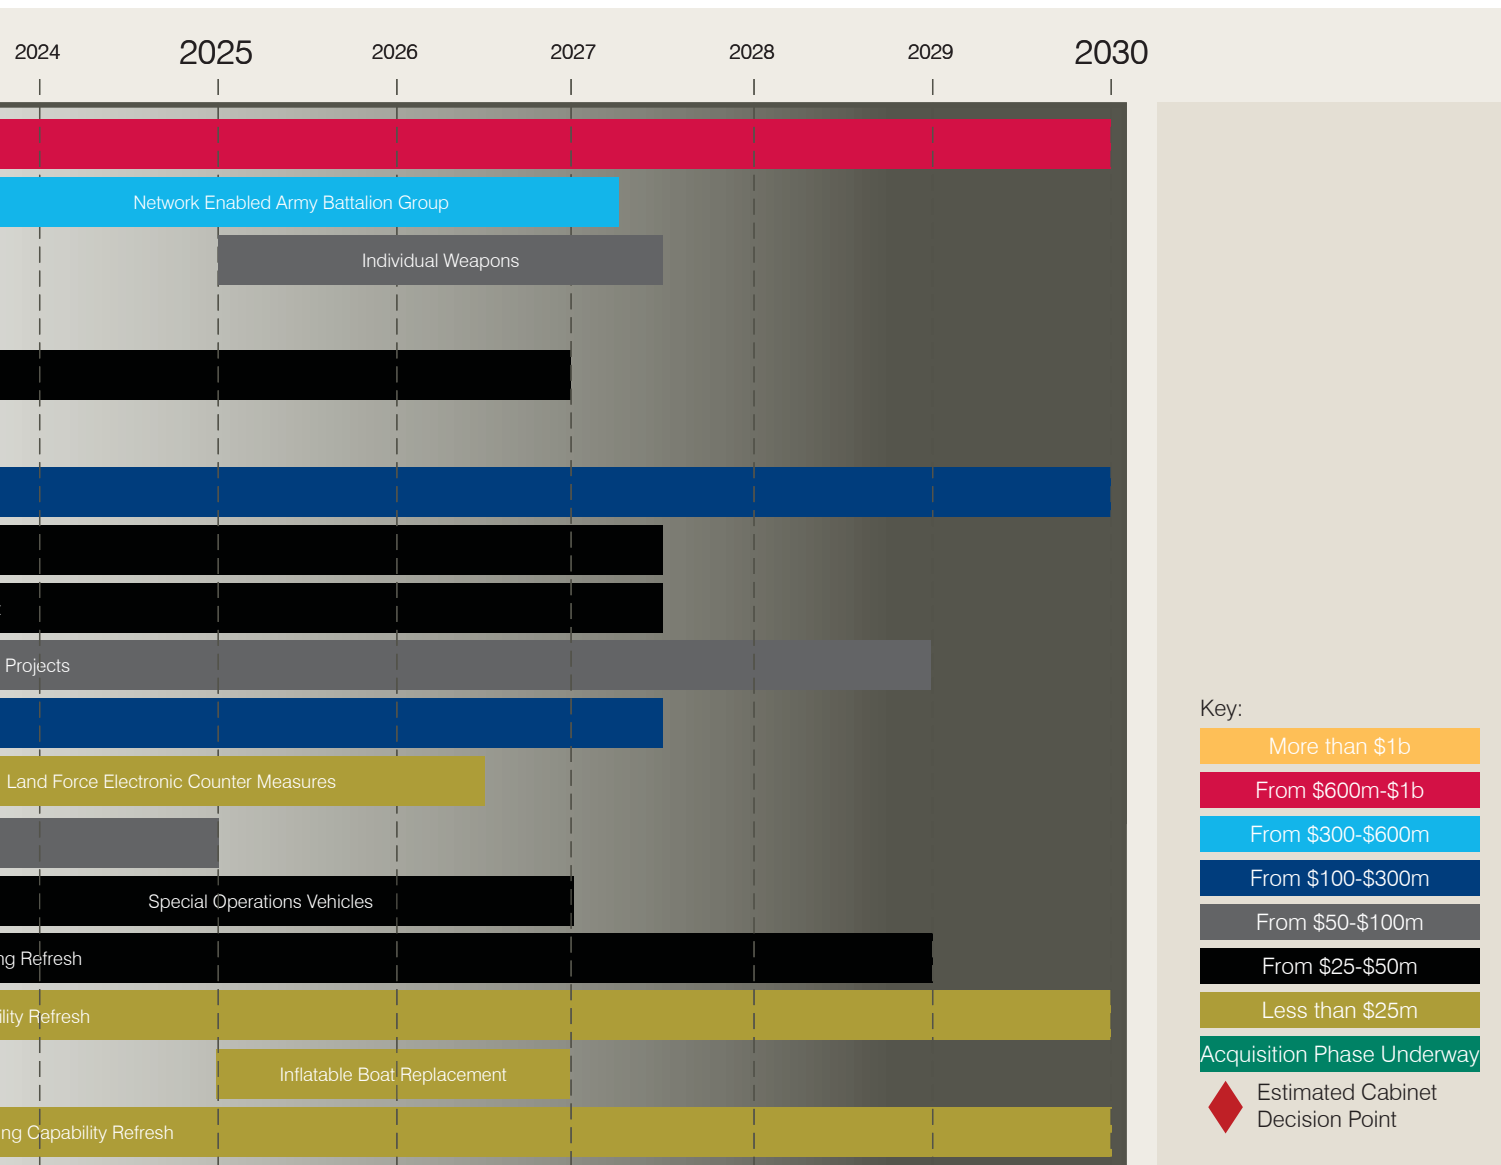 2024 2025 2026 2027 2028 2029 2030
Network Enabled Army Battalion Group
Individual Weapons
Projects
Land Force Electronic Counter Measures
Special Operations Vehicles
ng Refresh
ility Refresh
Inflatable Boat Replacement
ng Capability Refresh
Key:
More than $1b
From $600m-$1b
From $300-$600m
From $100-$300m
From $50-$100m
From $25-$50m
Less than $25m
Acquisition Phase Underway
Estimated Cabinet
Decision Point